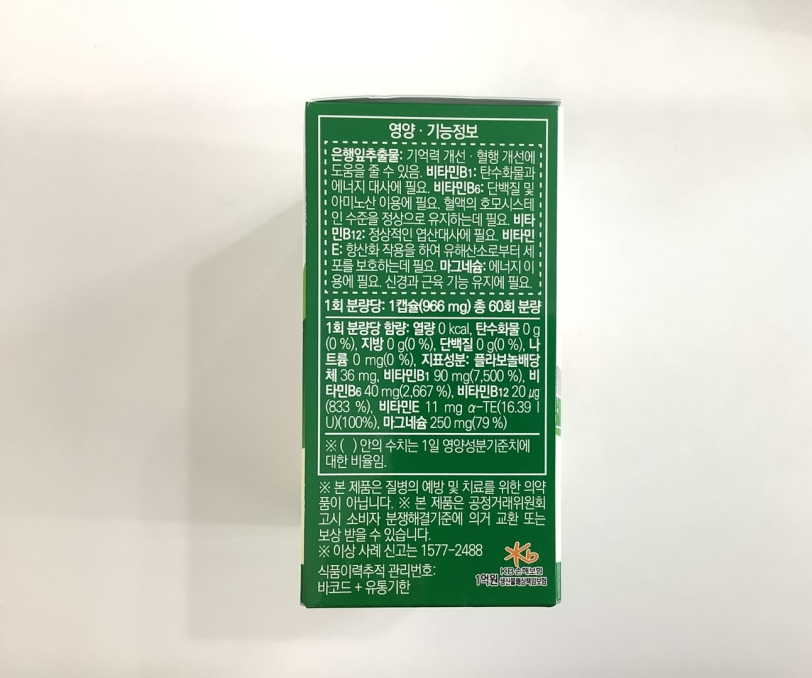 영양 · 기능정보
은행잎추출물: 기억력 개선 · 혈행 개선에
도움을 줄 수 있음. 비타민B1: 탄수화물과
에너지 대사에 필요. 비타민B6: 단백질 및
아미노산 이용에 필요. 혈액의 호모시스테
인 수준을 정상으로 유지하는데 필요. 비타
민B12: 정상적인 엽산대사에 필요. 비타민
E: 항산화 작용을 하여 유해산소로부터 세
포를 보호하는데 필요. 마그네슘: 에너지 이
용에 필요. 신경과 근육 기능 유지에 필요.
1회 분량당: 1캡슐(966 mg) 총 60회 분량
1회 분량당 함량: 열량 0 kcal, 탄수화물 0 g
(0 %), 지방 0 g(0 %), 단백질 0 g(0 %), 나
트륨 0 mg(0 %), 지표성분: 플라보놀배당
체 36 mg, 비타민B1 90 mg(7,500 %), 비
타민B6 40 mg(2,667 %), 비타민B12 20 μg
(833 %), 비타민E 11 mg α-TE(16.39 I
U)(100%), 마그네슘 250 mg(79 %)
※ ( ) 안의 수치는 1일 영양성분기준치에
대한 비율임.
※ 본 제품은 질병의 예방 및 치료를 위한 의약
품이 아닙니다. ※ 본 제품은 공정거래위원회
고시 소비자 분쟁해결기준에 의거 교환 또는
보상 받을 수 있습니다.
※ 이상 사례 신고는 1577-2488
식품이력추적 관리번호:
바코드 + 유통기한
Kb
KB손해보험
1억원 생산물배상책임보험